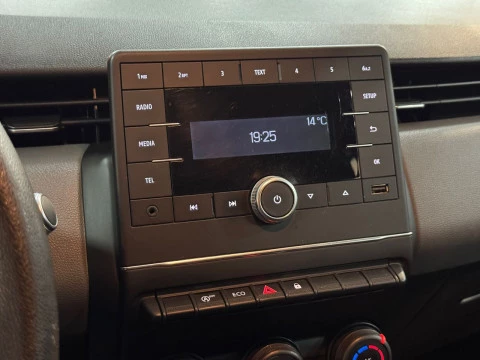 1 2 3 TEXT 4 5 6
RADIO SETUP
14°C
19:25
MEDIA
OK
TEL
ECO